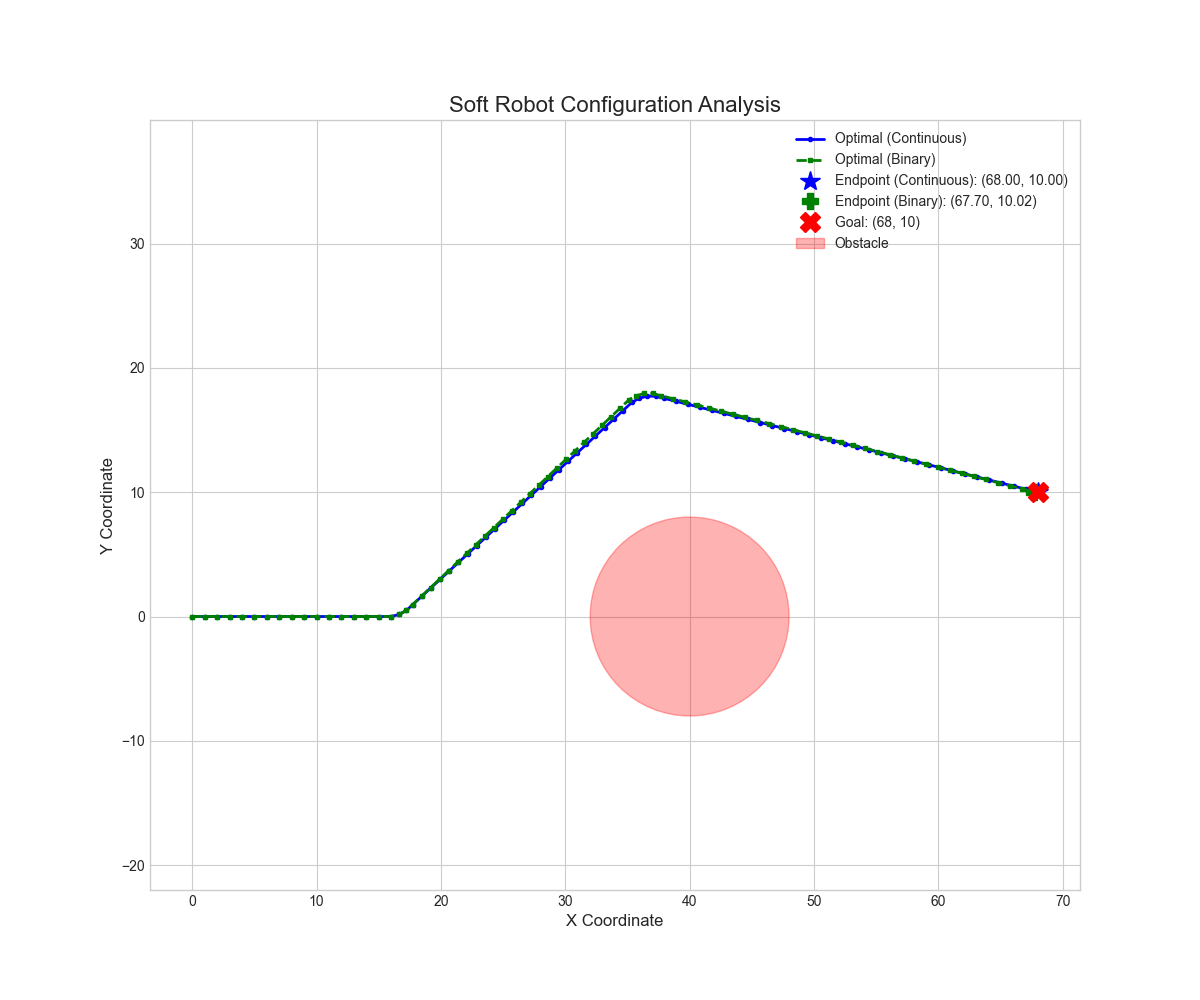 Soft Robot Configuration Analysis
Optimal (Continuous)
Optimal (Binary)
Endpoint (Continuous): (68.00, 10.00)
Endpoint (Binary): (67.70, 10.02)
Goal: (68, 10)
Obstacle
30
20
10
0
−10
−20
Y Coordinate
0 10 20 30 40 50 60 70
X Coordinate